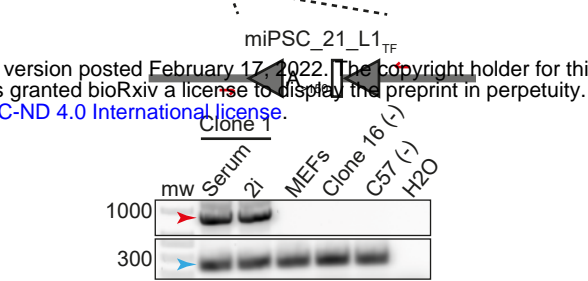 miPSC_21_L1TF
version posted February 17, 2022. The copyright holder for this
s granted bioRxiv a license to display the preprint in perpetuity.
C-ND 4.0 International license.
Clone 1
mw Serum 2i MEFs Clone 16 (-) C57 (-) H2O
1000
300